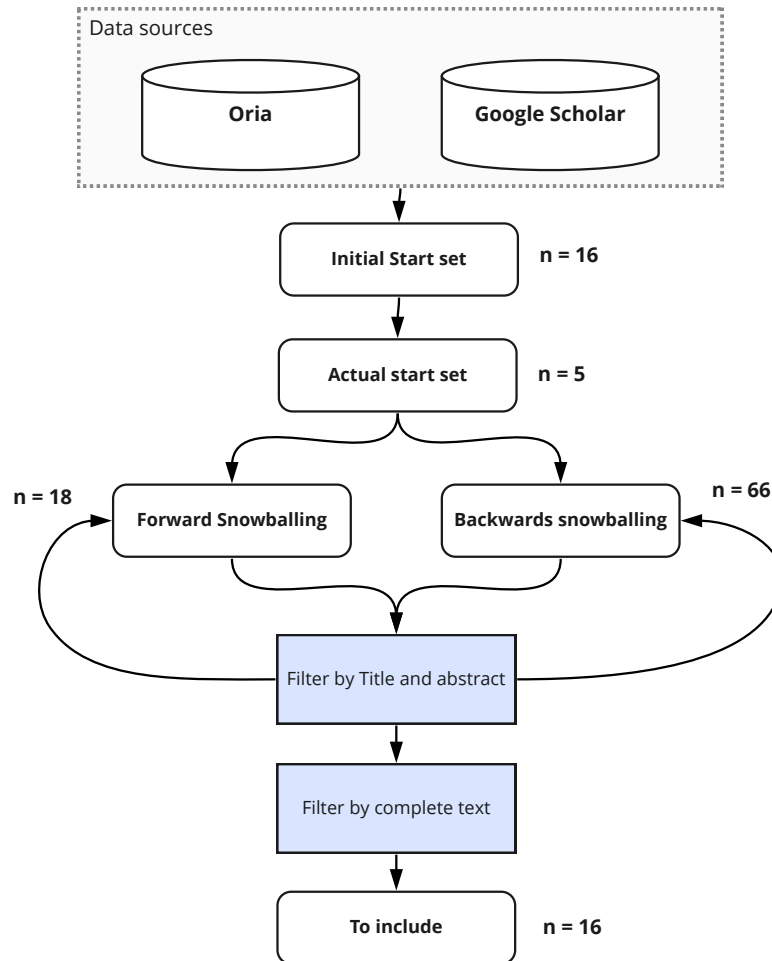 Data sources
Oria
Google Scholar
Initial Start set
n = 16
Actual start set
n = 5
n = 18
Forward Snowballing
Backwards snowballing
n = 66
Filter by Title and abstract
Filter by complete text
To include
n = 16